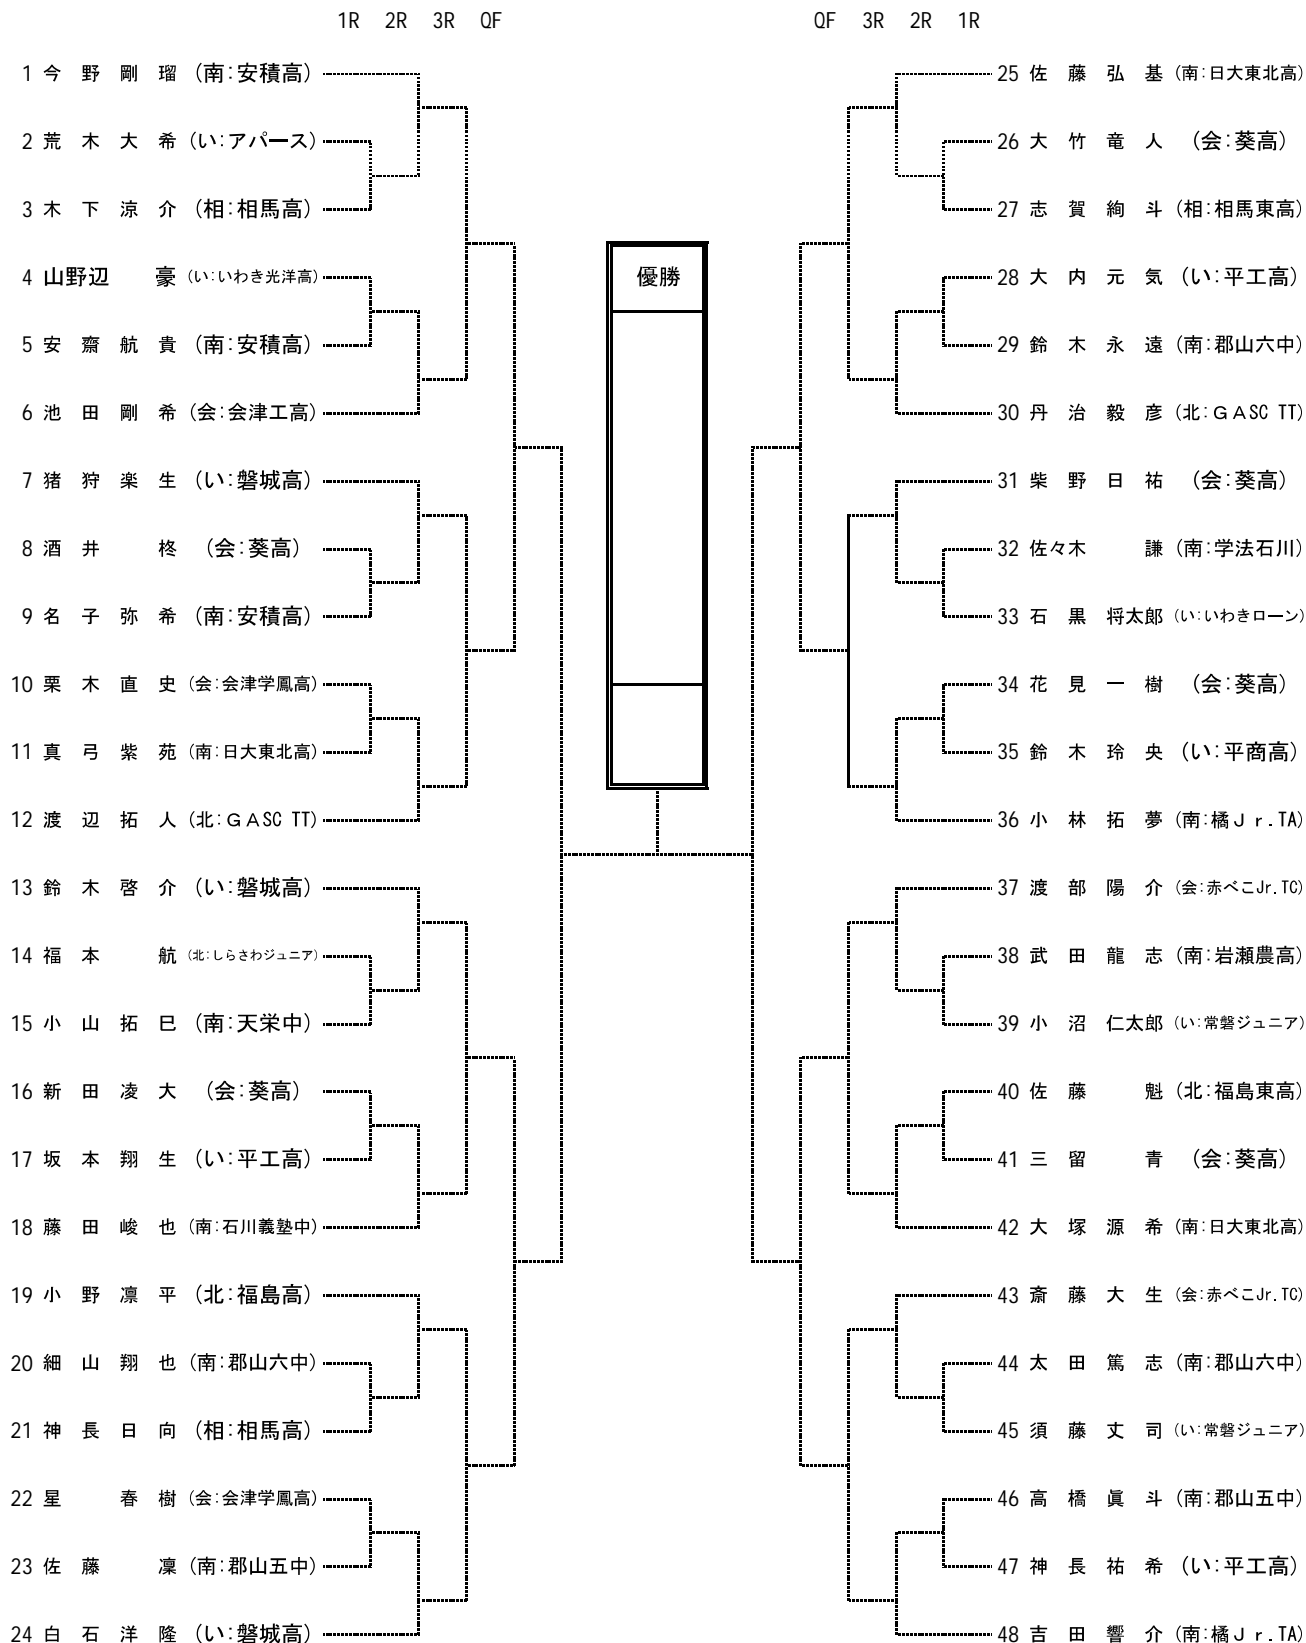 1R 2R 3R QF
QF 3R 2R 1R
1 今野剛瑠 (南:安積高)
2 荒木大希 (い:アパース)
3 木下涼介 (相:相馬高)
4 山野辺 豪 (い:いわき光洋高)
5 安齋航貴 (南:安積高)
6 池田剛希 (会:会津工高)
7 猪狩楽生 (い:磐城高)
8 酒井 柊 (会:葵高)
9 名子弥希 (南:安積高)
10 栗木直史 (会:会津学鳳高)
11 真弓紫苑 (南:日大東北高)
12 渡辺拓人 (北:GASC TT)
13 鈴木啓介 (い:磐城高)
14 福本 航 (北:しらさわジュニア)
15 小山拓巳 (南:天栄中)
16 新田凌大 (会:葵高)
17 坂本翔生 (い:平工高)
18 藤田峻也 (南:石川義塾中)
19 小野凛平 (北:福島高)
20 細山翔也 (南:郡山六中)
21 神長日向 (相:相馬高)
22 星 春樹 (会:会津学鳳高)
23 佐藤 凜 (南:郡山五中)
24 白石洋隆 (い:磐城高)
優勝
25 佐藤弘基 (南:日大東北高)
26 大竹竜人 (会:葵高)
27 志賀絢斗 (相:相馬東高)
28 大内元気 (い:平工高)
29 鈴木永遠 (南:郡山六中)
30 丹治毅彦 (北:GASC TT)
31 柴野日祐 (会:葵高)
32 佐々木 謙 (南:学法石川)
33 石黒将太郎 (い:いわきローン)
34 花見一樹 (会:葵高)
35 鈴木玲央 (い:平商高)
36 小林拓夢 (南:橘Jr.TA)
37 渡部陽介 (会:赤べこJr.TC)
38 武田龍志 (南:岩瀬農高)
39 小沼仁太郎 (い:常磐ジュニア)
40 佐藤 魁 (北:福島東高)
41 三留 青 (会:葵高)
42 大塚源希 (南:日大東北高)
43 斎藤大生 (会:赤べこJr.TC)
44 太田篤志 (南:郡山六中)
45 須藤丈司 (い:常磐ジュニア)
46 高橋眞斗 (南:郡山五中)
47 神長祐希 (い:平工高)
48 吉田響介 (南:橘Jr.TA)